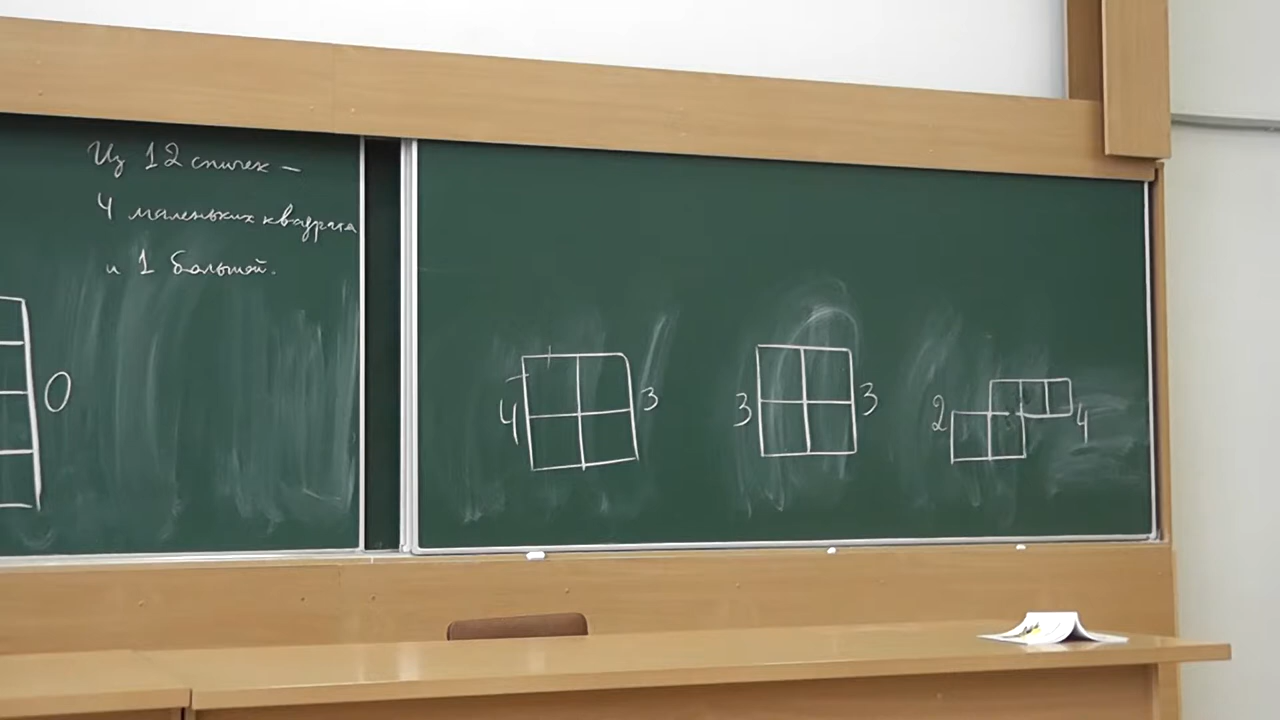 Из 12 спичек –
4 маленьких квадрата
и 1 большой.
0
4 3
3 3
2 4